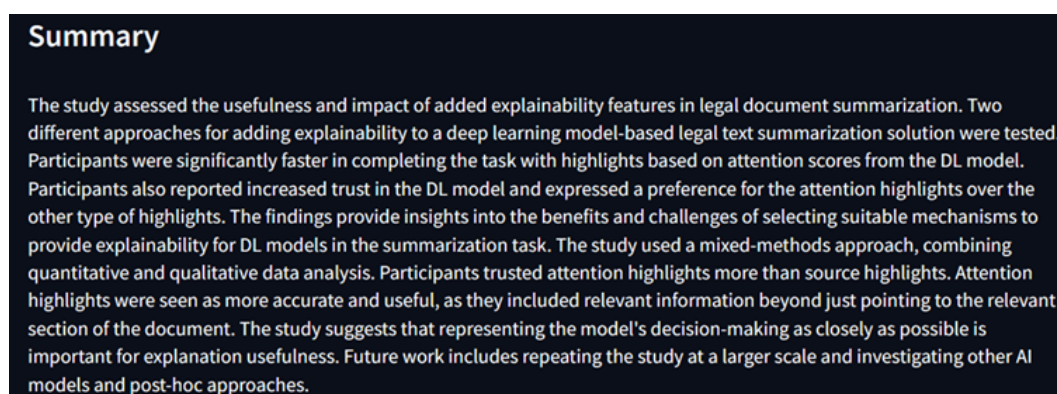 Summary
The study assessed the usefulness and impact of added explainability features in legal document summarization. Two
different approaches for adding explainability to a deep learning model-based legal text summarization solution were tested.
Participants were significantly faster in completing the task with highlights based on attention scores from the DL model.
Participants also reported increased trust in the DL model and expressed a preference for the attention highlights over the
other type of highlights. The findings provide insights into the benefits and challenges of selecting suitable mechanisms to
provide explainability for DL models in the summarization task. The study used a mixed-methods approach, combining
quantitative and qualitative data analysis. Participants trusted attention highlights more than source highlights. Attention
highlights were seen as more accurate and useful, as they included relevant information beyond just pointing to the relevant
section of the document. The study suggests that representing the model's decision-making as closely as possible is
important for explanation usefulness. Future work includes repeating the study at a larger scale and investigating other AI
models and post-hoc approaches.